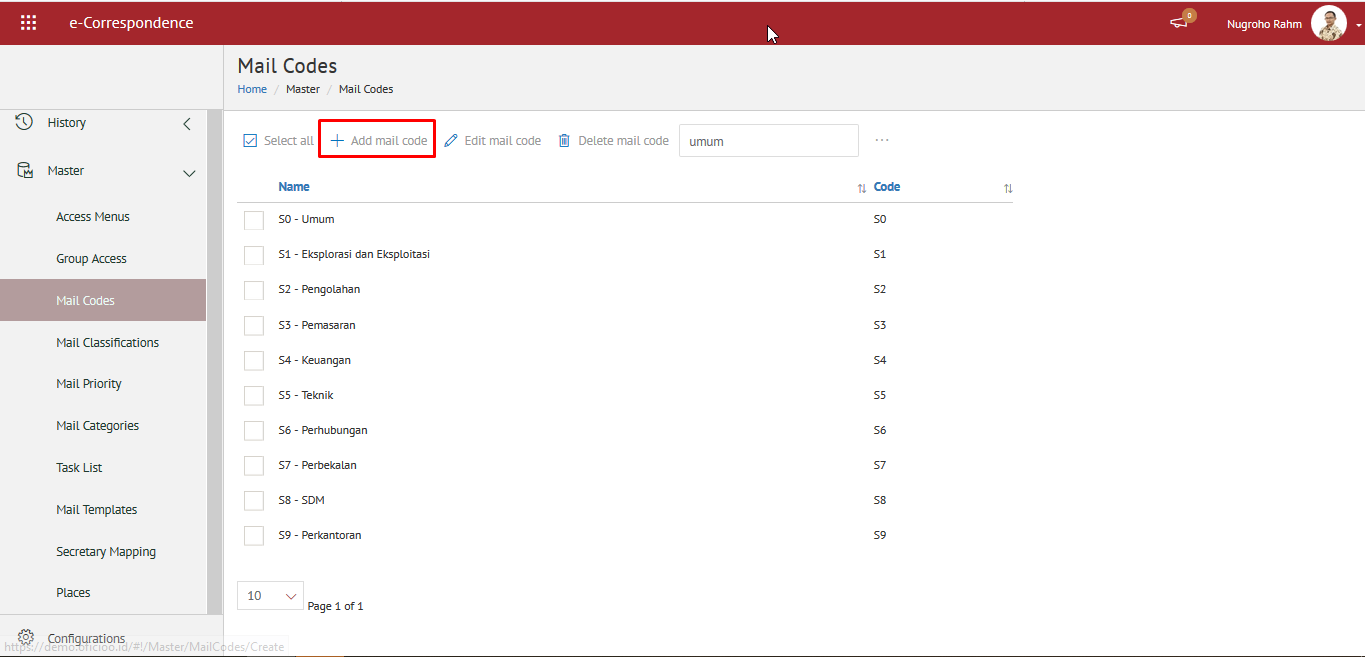 e-Correspondence
0
Nugroho Rahm
Mail Codes
Home / Master / Mail Codes
History
Master
Access Menus
Group Access
Mail Codes
Mail Classifications
Mail Priority
Mail Categories
Task List
Mail Templates
Secretary Mapping
Places
Configurations
Select all
Add mail code
Edit mail code
Delete mail code
umum
...
Name Code
S0 - Umum S0
S1 - Eksplorasi dan Eksploitasi S1
S2 - Pengolahan S2
S3 - Pemasaran S3
S4 - Keuangan S4
S5 - Teknik S5
S6 - Perhubungan S6
S7 - Perbekalan S7
S8 - SDM S8
S9 - Perkantoran S9
10
Page 1 of 1
https://demo.oficioo.id/#!/Master/MailCodes/Create